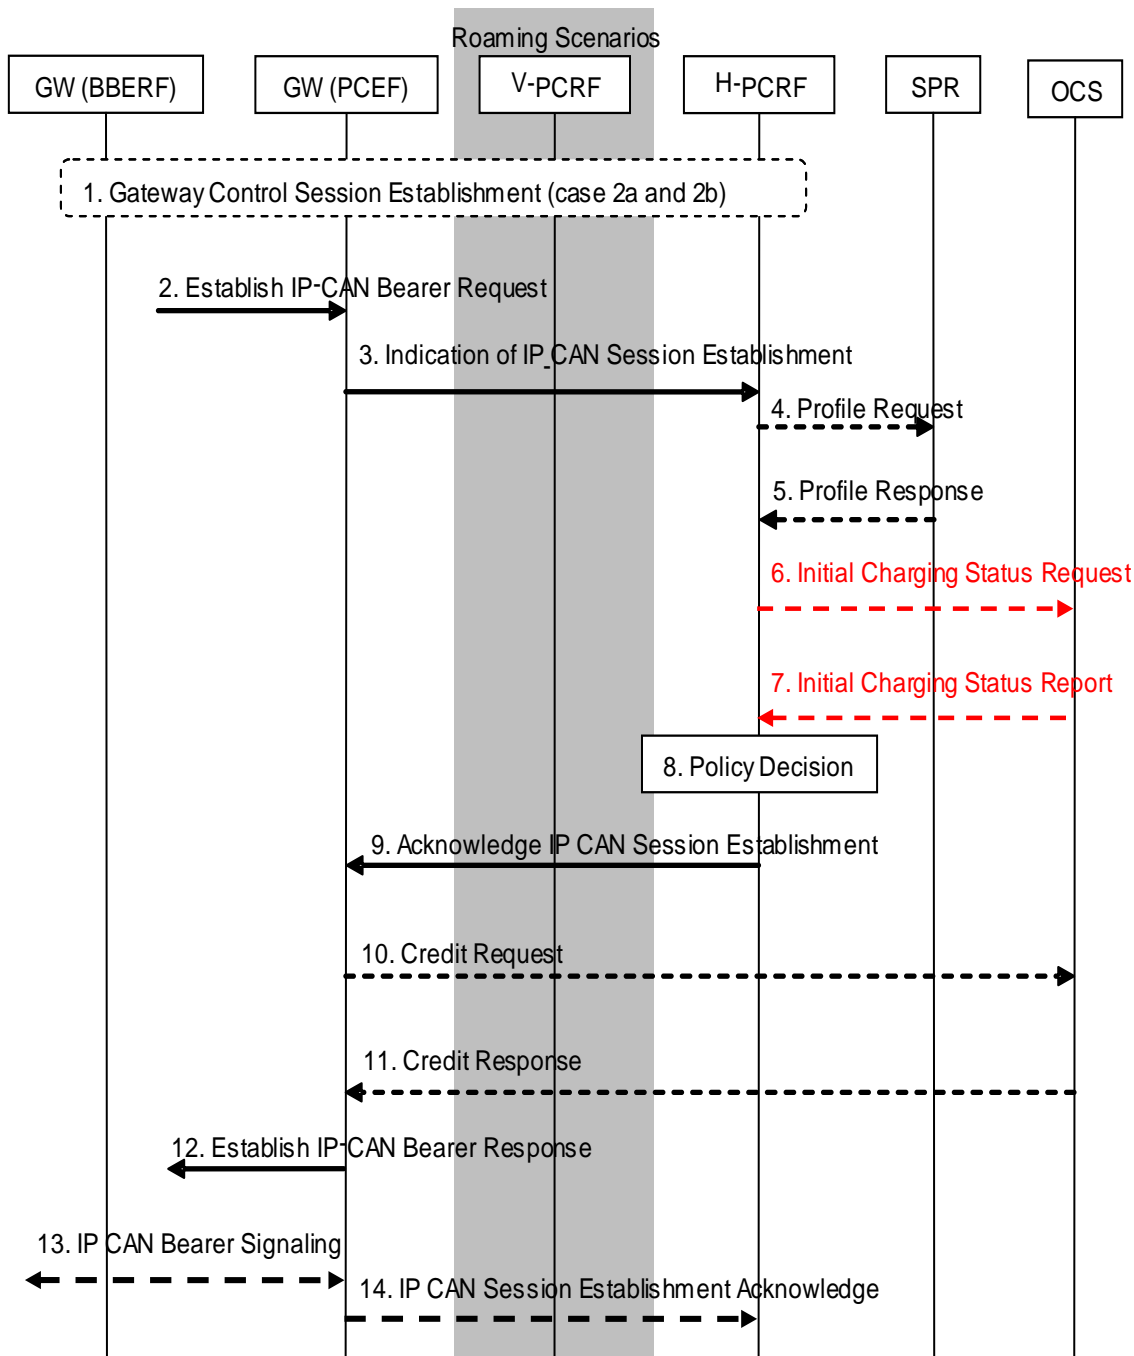 Roaming Scenarios
GW (BBERF)
GW (PCEF)
V-PCRF
H-PCRF
SPR
OCS
1. Gateway Control Session Establishment (case 2a and 2b)
2. Establish IP-CAN Bearer Request
3. Indication of IP_CAN Session Establishment
4. Profile Request
5. Profile Response
6. Initial Charging Status Request
7. Initial Charging Status Report
8. Policy Decision
9. Acknowledge IP CAN Session Establishment
10. Credit Request
11. Credit Response
12. Establish IP-CAN Bearer Response
13. IP CAN Bearer Signaling
14. IP CAN Session Establishment Acknowledge